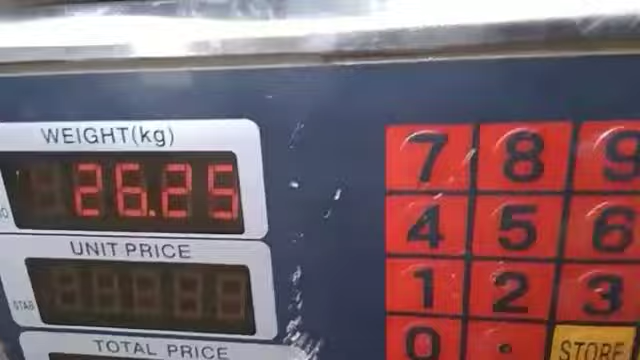 WEIGHT(kg)
26.25
UNIT PRICE
STAB
TOTAL PRICE
7 8 9
4 5 6
1 2 3
0 . STORE